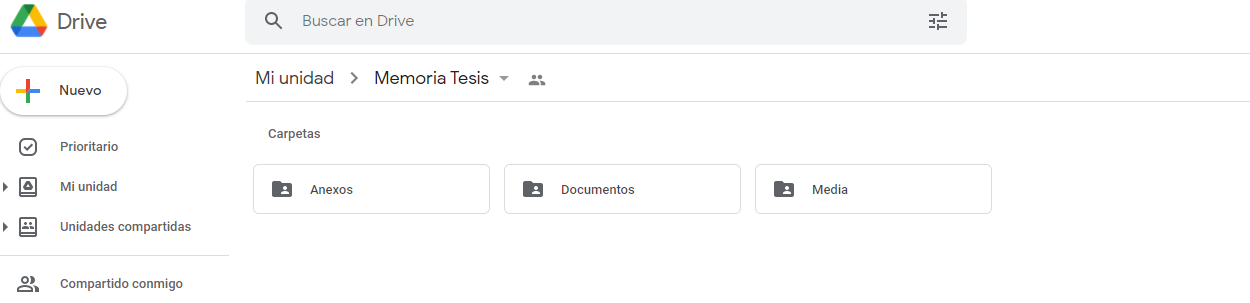 Drive
Buscar en Drive
Nuevo
Prioritario
Mi unidad
Unidades compartidas
Compartido conmigo
Mi unidad > Memoria Tesis
Carpetas
Anexos
Documentos
Media